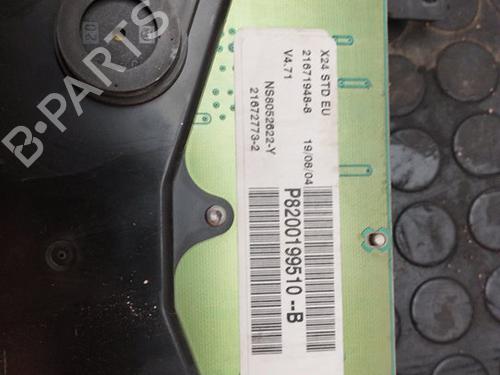 X24 STD EU
21671948-8 19/08/04
V4.71
NS8052622-Y
21672773-2
P8200199510--B
B-PARTS